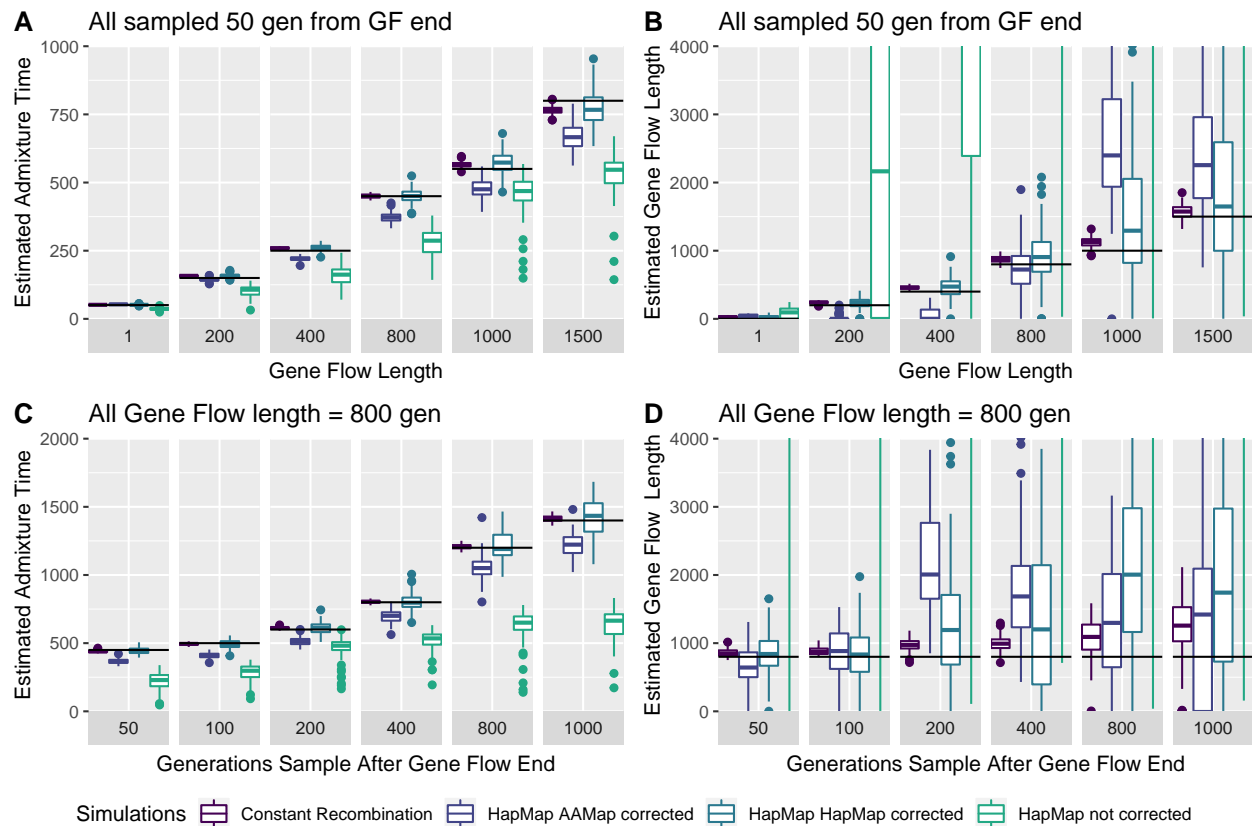 A All sampled 50 gen from GF end
Estimated Admixture Time
1000
750
500
250
0
1 200 400 800 1000 1500
Gene Flow Length
B All sampled 50 gen from GF end
Estimated Gene Flow Length
4000
3000
2000
1000
0
1 200 400 800 1000 1500
Gene Flow Length
C All Gene Flow length = 800 gen
Estimated Admixture Time
2000
1500
1000
500
0
50 100 200 400 800 1000
Generations Sample After Gene Flow End
D All Gene Flow length = 800 gen
Estimated Gene Flow Length
4000
3000
2000
1000
0
50 100 200 400 800 1000
Generations Sample After Gene Flow End
Simulations Constant Recombination HapMap AAMap corrected HapMap HapMap corrected HapMap not corrected